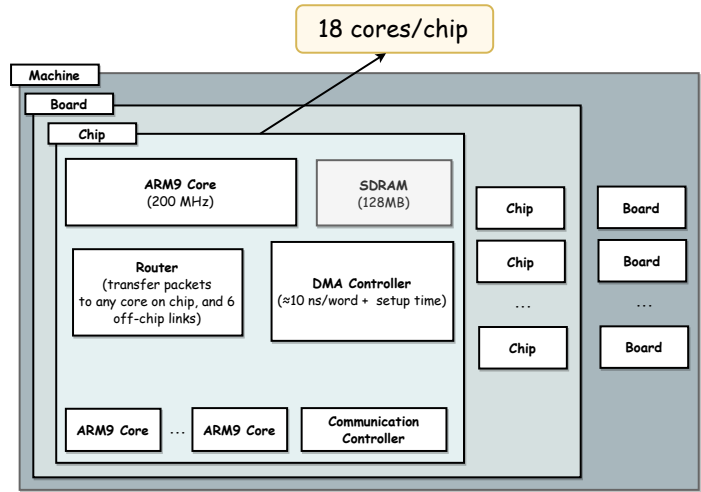 18 cores/chip
Machine
Board
Chip
ARM9 Core
(200 MHz)
SDRAM
(128MB)
Chip
Board
Router
(transfer packets
to any core on chip, and 6
off-chip links)
DMA Controller
(≈10 ns/word + setup time)
Chip
Board
...
...
Chip
Board
ARM9 Core
...
ARM9 Core
Communication
Controller